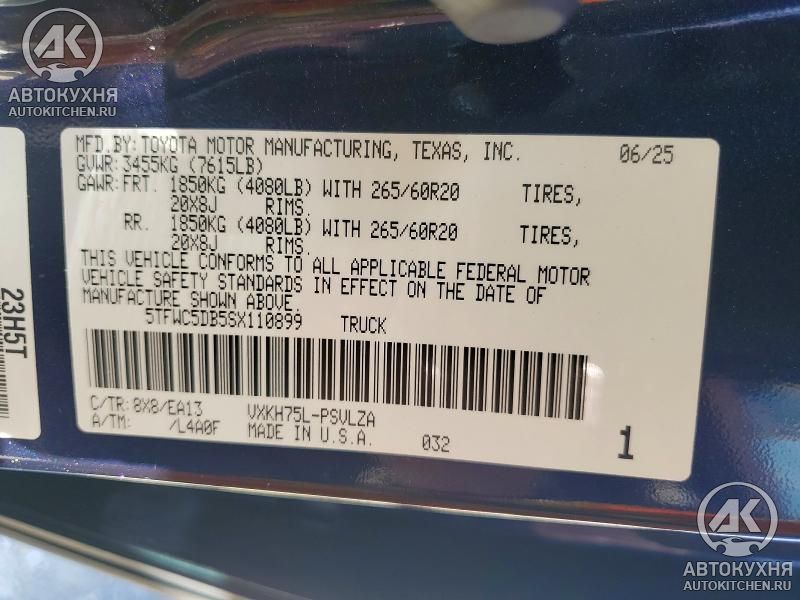 AK
АВТОКУХНЯ
AUTOKITCHEN.RU
MFD.BY:TOYOTA MOTOR MANUFACTURING, TEXAS, INC. 06/25
GVWR:3455KG (7615LB)
GAWR:FRT. 1850KG (4080LB) WITH 265/60R20 TIRES,
20X8J RIMS.
RR. 1850KG (4080LB) WITH 265/60R20 TIRES,
20X8J RIMS.
THIS VEHICLE CONFORMS TO ALL APPLICABLE FEDERAL MOTOR
VEHICLE SAFETY STANDARDS IN EFFECT ON THE DATE OF
MANUFACTURE SHOWN ABOVE.
5TFWC5DB5SX110899 TRUCK
C/TR:8X8/EA13 VXKH75L-PSVLZA
A/TM: /L4A0F MADE IN U.S.A. 032 1
23H5T
AK
АВТОКУХНЯ
AUTOKITCHEN.RU